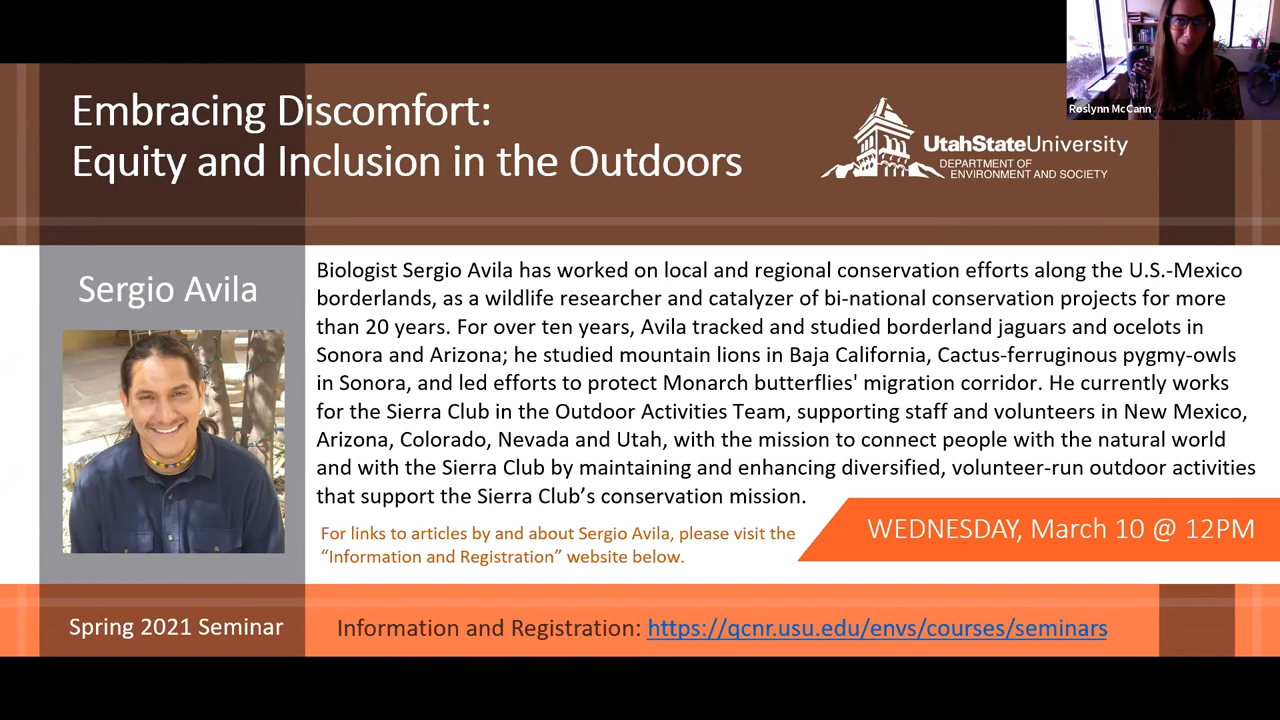 Roslynn McCann
Embracing Discomfort:
Equity and Inclusion in the Outdoors
UtahStateUniversity
DEPARTMENT OF
ENVIRONMENT AND SOCIETY
Sergio Avila
Biologist Sergio Avila has worked on local and regional conservation efforts along the U.S.-Mexico
borderlands, as a wildlife researcher and catalyzer of bi-national conservation projects for more
than 20 years. For over ten years, Avila tracked and studied borderland jaguars and ocelots in
Sonora and Arizona; he studied mountain lions in Baja California, Cactus-ferruginous pygmy-owls
in Sonora, and led efforts to protect Monarch butterflies' migration corridor. He currently works
for the Sierra Club in the Outdoor Activities Team, supporting staff and volunteers in New Mexico,
Arizona, Colorado, Nevada and Utah, with the mission to connect people with the natural world
and with the Sierra Club by maintaining and enhancing diversified, volunteer-run outdoor activities
that support the Sierra Club’s conservation mission.
For links to articles by and about Sergio Avila, please visit the
“Information and Registration” website below.
WEDNESDAY, March 10 @ 12PM
Spring 2021 Seminar
Information and Registration: https://qcnr.usu.edu/envs/courses/seminars